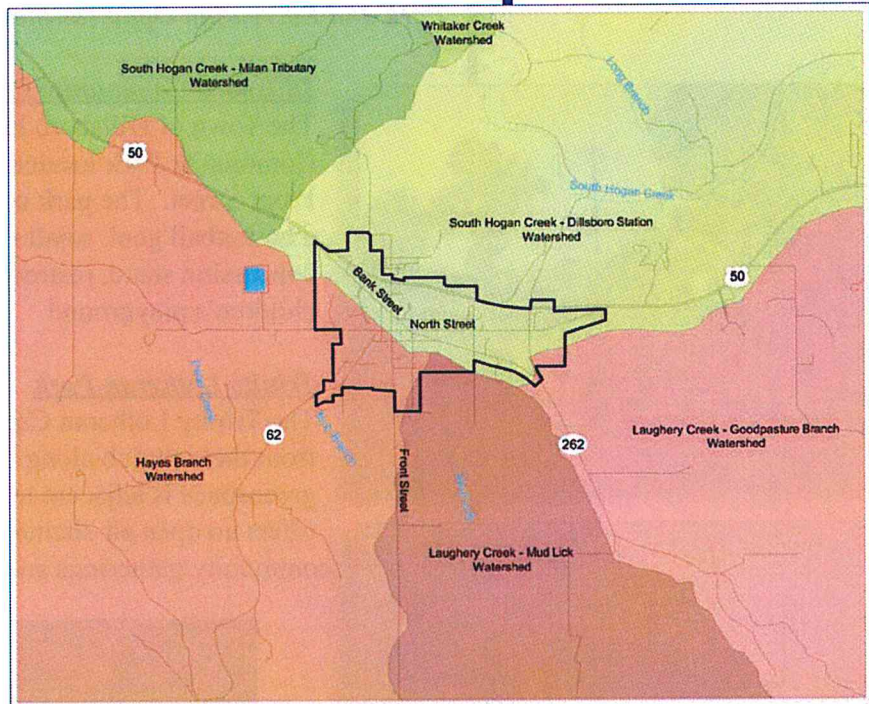 Whitaker Creek
Watershed
South Hogan Creek - Milan Tributary
Watershed
Long Branch
50
South Hogan Creek
South Hogan Creek - Dillsboro Station
Watershed
50
Bank Street
North Street
Hayes Branch
Watershed
62
Front Street
262
Laughery Creek - Goodpasture Branch
Watershed
Laughery Creek - Mud Lick
Watershed